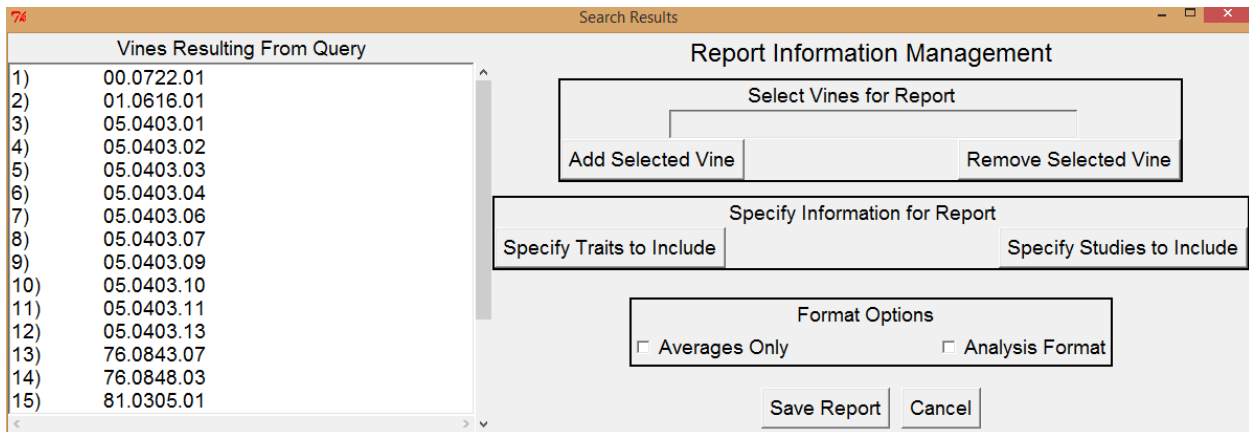 Search Results
Vines Resulting From Query
1) 00.0722.01
2) 01.0616.01
3) 05.0403.01
4) 05.0403.02
5) 05.0403.03
6) 05.0403.04
7) 05.0403.06
8) 05.0403.07
9) 05.0403.09
10) 05.0403.10
11) 05.0403.11
12) 05.0403.13
13) 76.0843.07
14) 76.0848.03
15) 81.0305.01
Report Information Management
Select Vines for Report
Add Selected Vine Remove Selected Vine
Specify Information for Report
Specify Traits to Include Specify Studies to Include
Format Options
Averages Only Analysis Format
Save Report Cancel